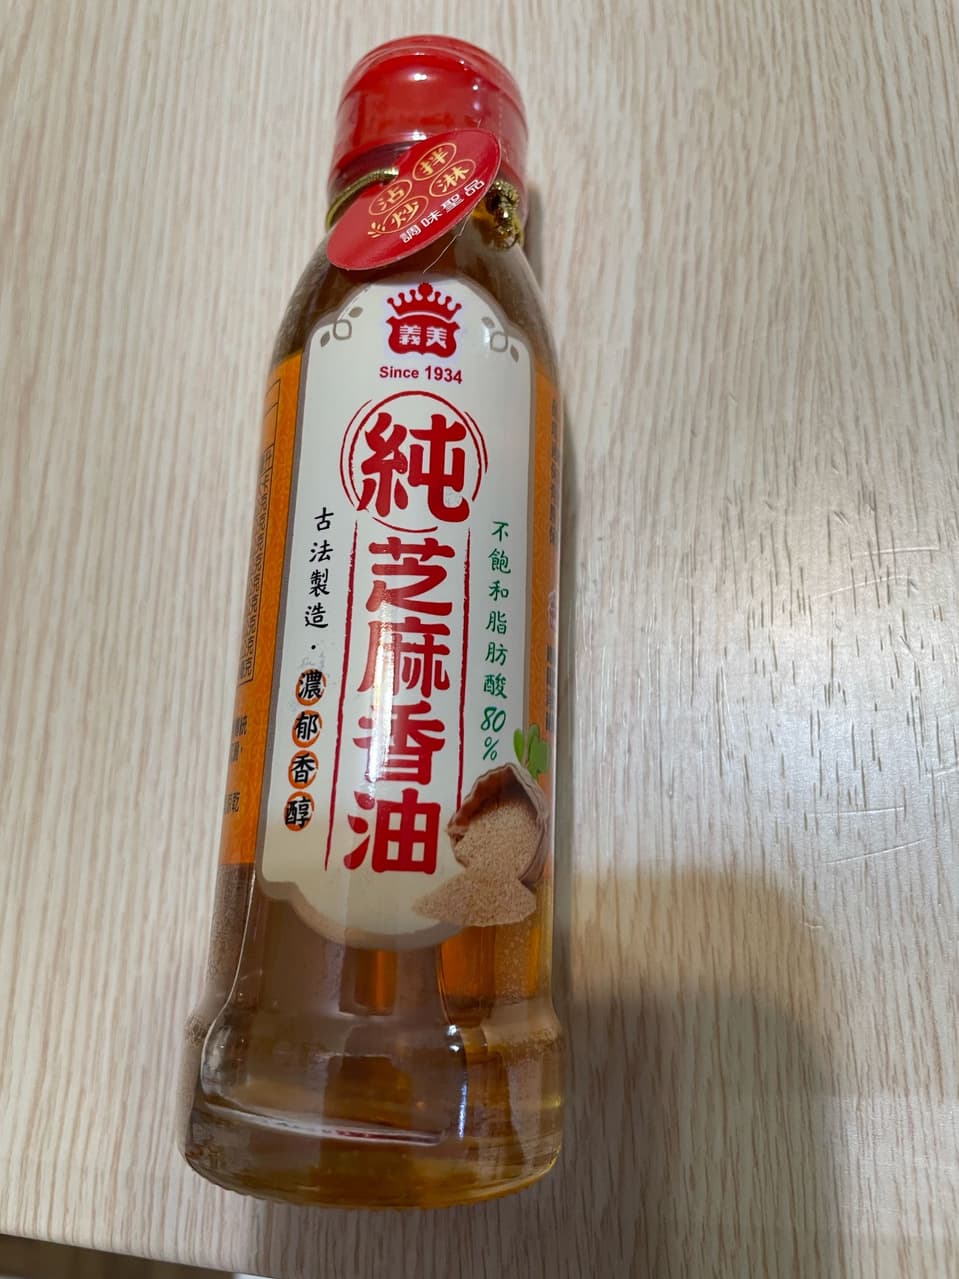 拌
沾 淋
炒
調味聖品
義美
Since 1934
純芝麻香油
不飽和脂肪酸80%
古法製造·濃郁香醇